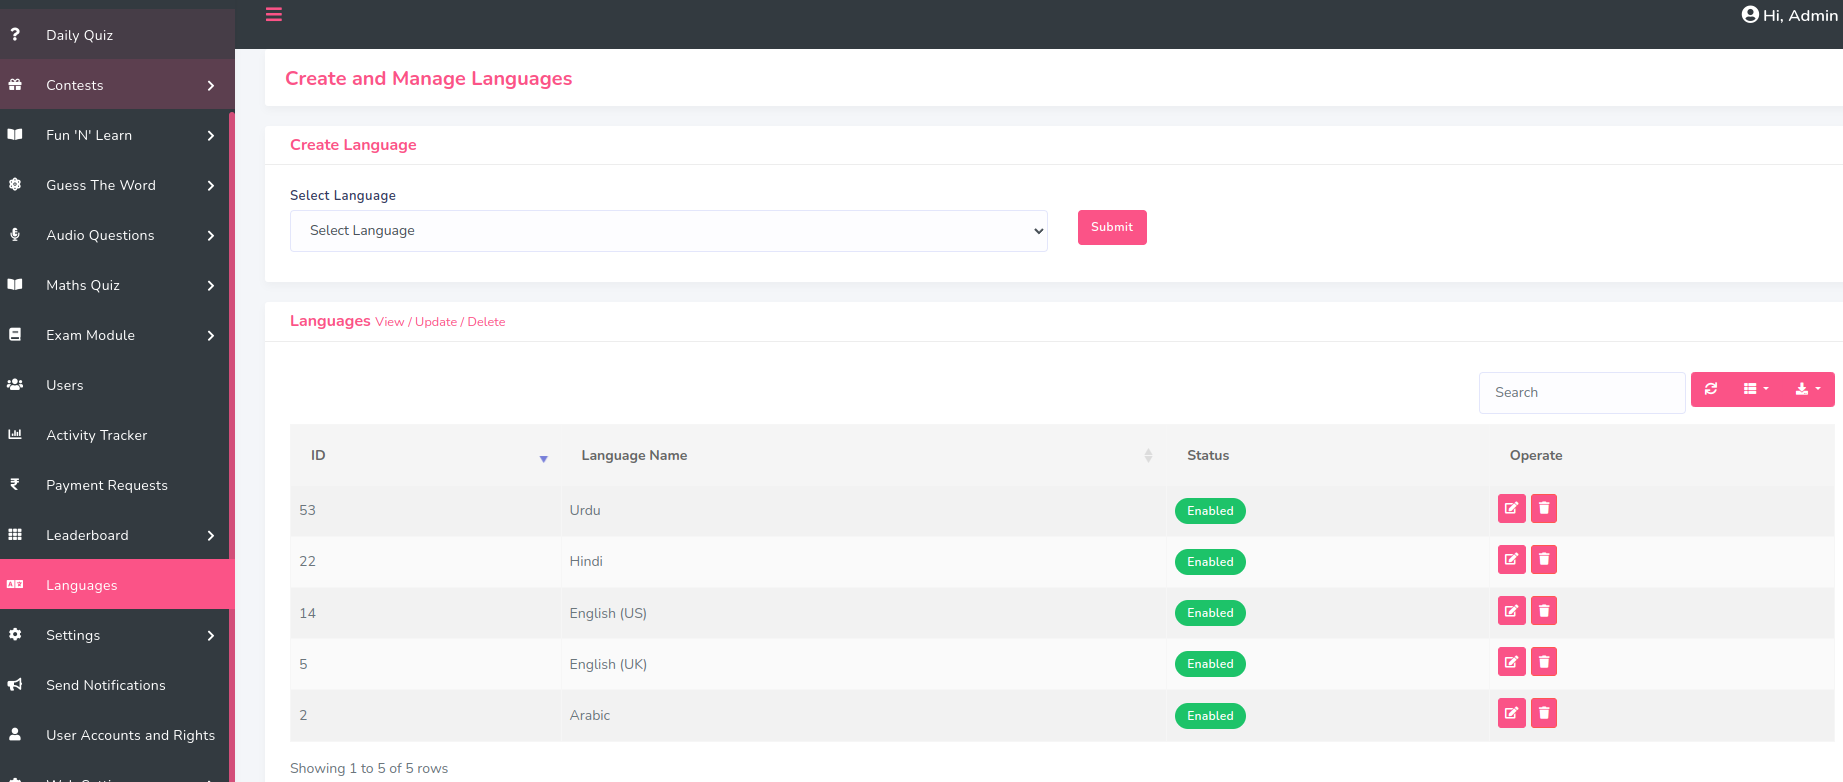 Hi, Admin
Daily Quiz
Contests
Fun 'N' Learn
Guess The Word
Audio Questions
Maths Quiz
Exam Module
Users
Activity Tracker
Payment Requests
Leaderboard
Languages
Settings
Send Notifications
User Accounts and Rights
Create and Manage Languages
Create Language
Select Language
Select Language
Submit
Languages View / Update / Delete
Search
ID Language Name Status Operate
53 Urdu Enabled
22 Hindi Enabled
14 English (US) Enabled
5 English (UK) Enabled
2 Arabic Enabled
Showing 1 to 5 of 5 rows